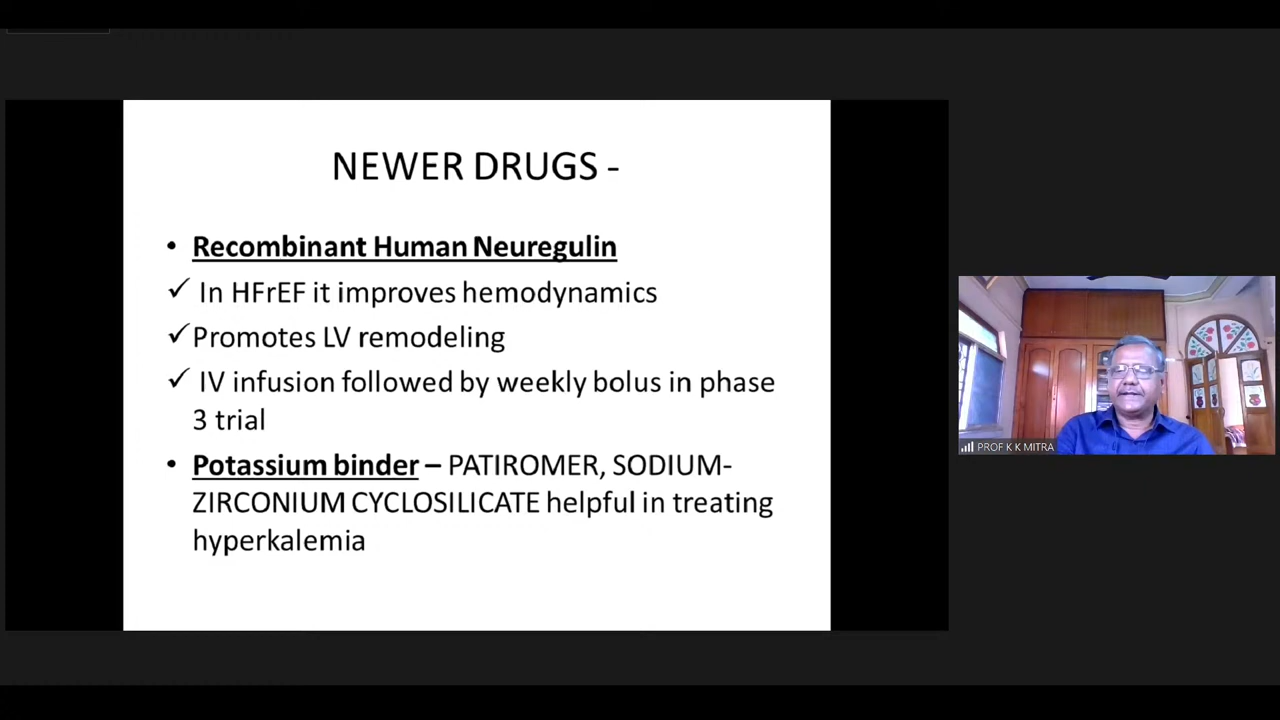 NEWER DRUGS -
• Recombinant Human Neuregulin
✓ In HFrEF it improves hemodynamics
✓Promotes LV remodeling
✓ IV infusion followed by weekly bolus in phase
3 trial
• Potassium binder – PATIROMER, SODIUM-
ZIRCONIUM CYCLOSILICATE helpful in treating
hyperkalemia
PROF K K MITRA